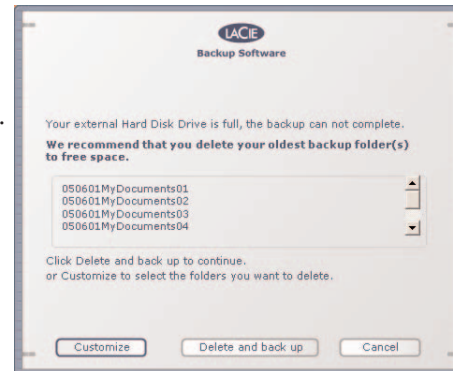 LACIE
Backup Software
Your external Hard Disk Drive is full, the backup can not complete.
We recommend that you delete your oldest backup folder(s)
to free space.
050601MyDocuments01
050601MyDocuments02
050601MyDocuments03
050601MyDocuments04
Click Delete and back up to continue.
or Customize to select the folders you want to delete.
Customize Delete and back up Cancel